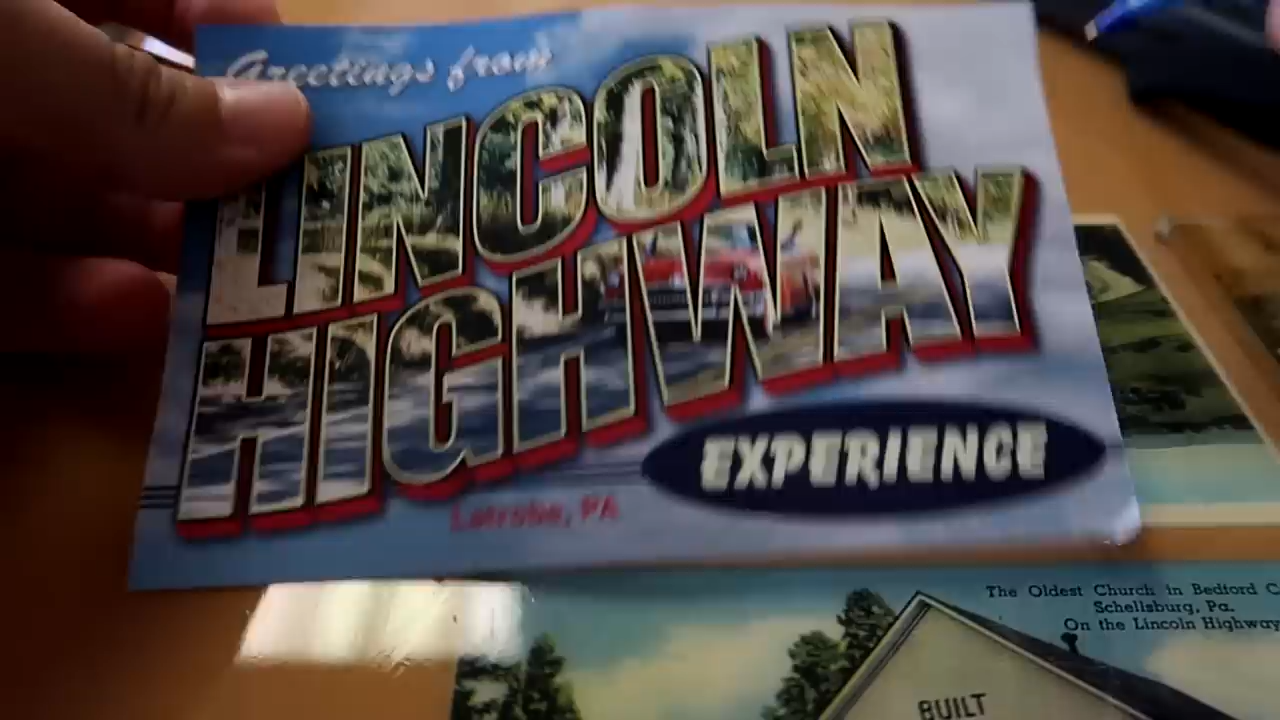 Greetings from
LINCOLN
HIGHWAY
EXPERIENCE
Latrobe, PA
The Oldest Church in Bedford
Schellsburg, Pa.
On the Lincoln Highway
BUILT